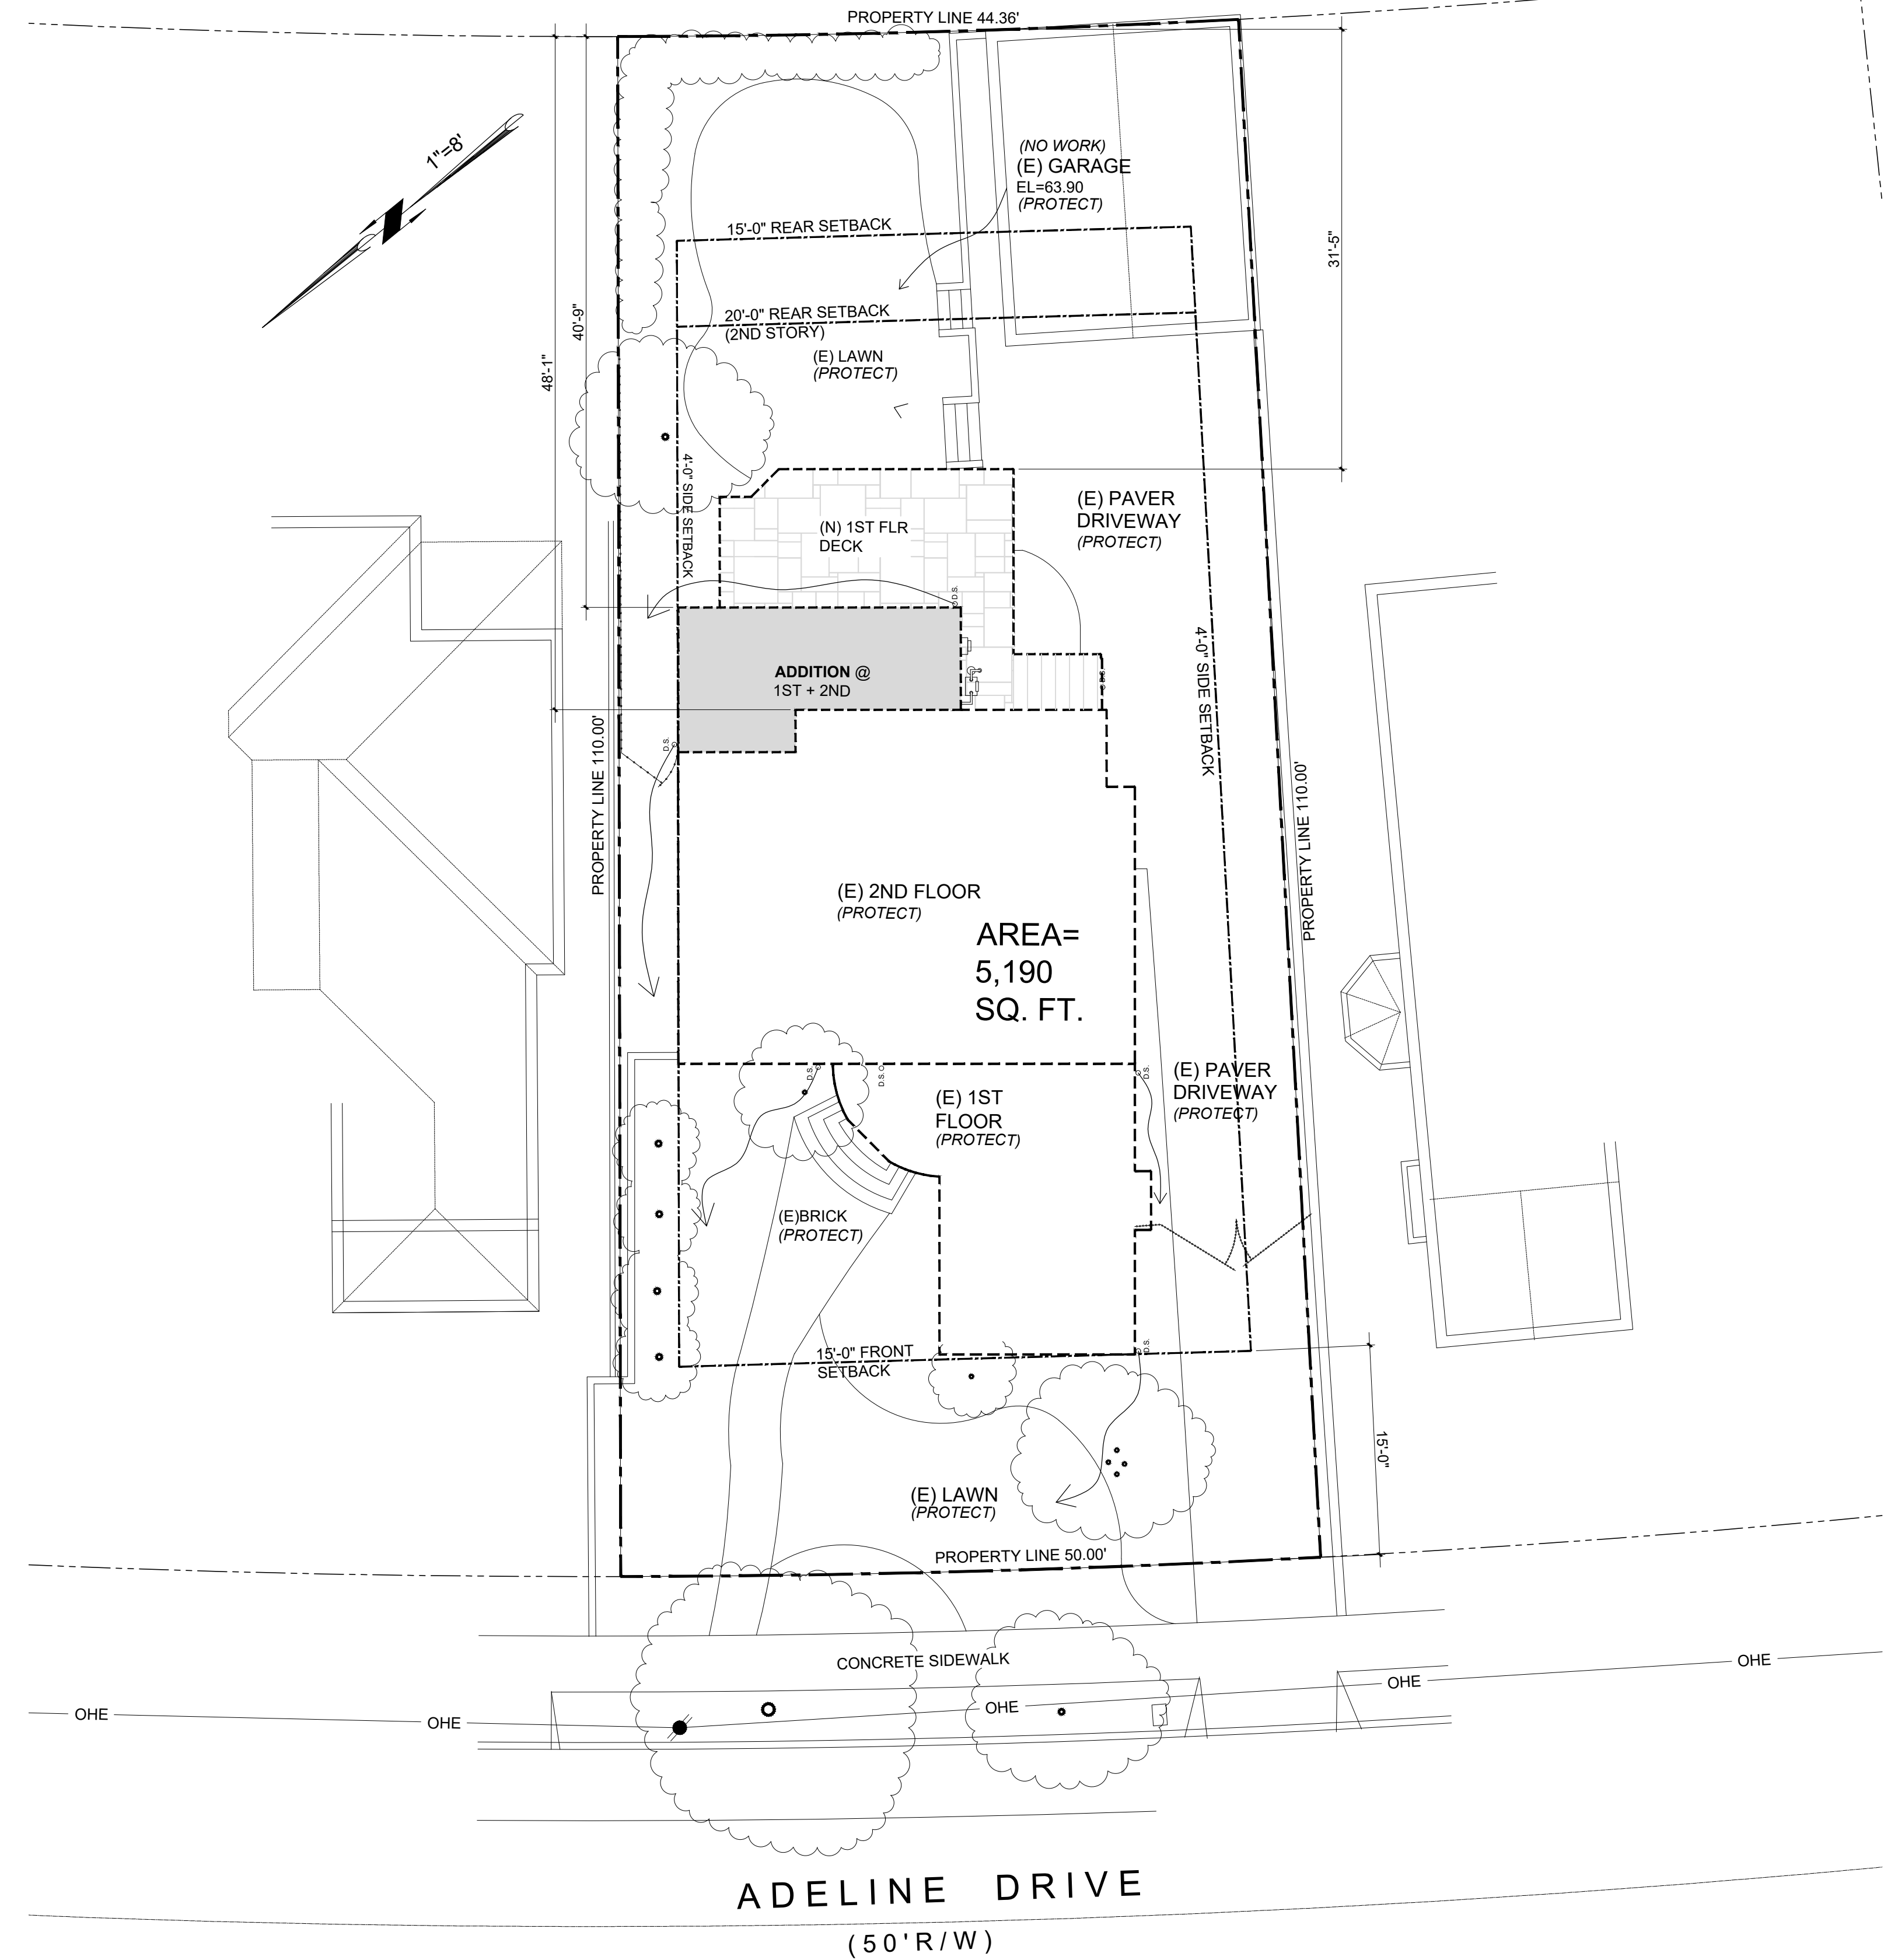 PROPERTY LINE 44.36'
1"=8'
(NO WORK)
(E) GARAGE
EL=63.90
(PROTECT)
15'-0" REAR SETBACK
31'-5"
20'-0" REAR SETBACK
(2ND STORY)
40'-9"
48'-1"
(E) LAWN
(PROTECT)
4'-0" SIDE SETBACK
(N) 1ST FLR
DECK
(E) PAVER
DRIVEWAY
(PROTECT)
D.S.
ADDITION @
1ST + 2ND
D.S.
4'-0" SIDE SETBACK
D.S.
PROPERTY LINE 110.00'
PROPERTY LINE 110.00'
(E) 2ND FLOOR
(PROTECT)
AREA=
5,190
SQ. FT.
D.S.
D.S.
D.S.
(E) 1ST
FLOOR
(PROTECT)
(E) PAVER
DRIVEWAY
(PROTECT)
(E)BRICK
(PROTECT)
15'-0" FRONT
SETBACK
D.S.
15'-0"
(E) LAWN
(PROTECT)
PROPERTY LINE 50.00'
CONCRETE SIDEWALK
OHE
OHE
OHE
OHE
OHE
ADELINE DRIVE
(50'R/W)